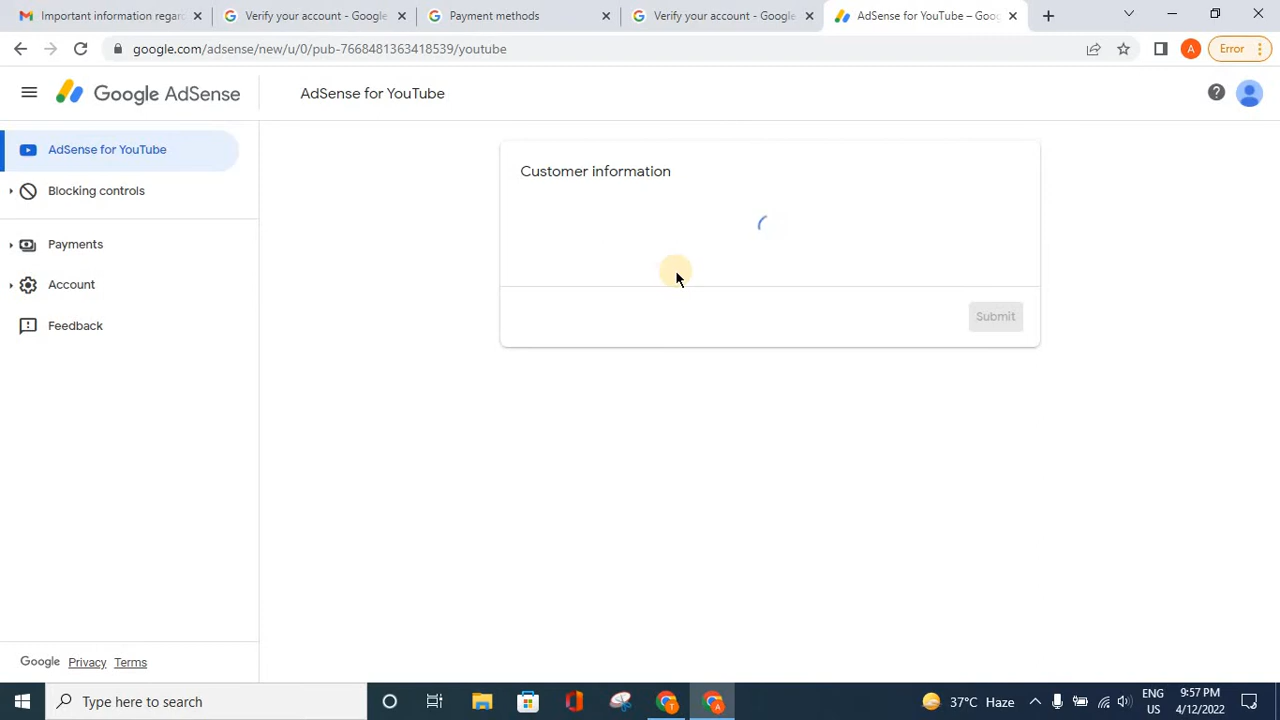 Important information regar
Verify your account - Google
Payment methods
Verify your account - Google
AdSense for YouTube – Goog
google.com/adsense/new/u/0/pub-7668481363418539/youtube
A
Error
Google AdSense
AdSense for YouTube
AdSense for YouTube
Blocking controls
Payments
Account
Feedback
Customer information
Submit
Google Privacy Terms
Type here to search
T
A
37°C Haze
ENG
US
9:57 PM
4/12/2022